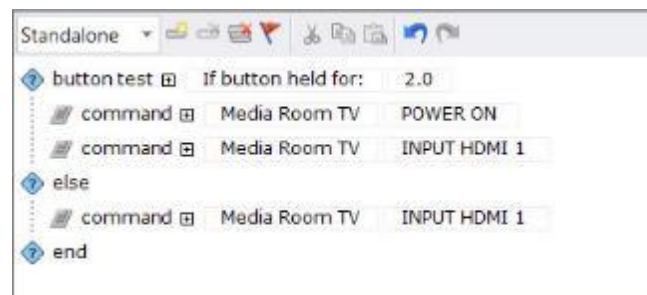 Standalone
button test If button held for: 2.0
command Media Room TV POWER ON
command Media Room TV INPUT HDMI 1
else
command Media Room TV INPUT HDMI 1
end